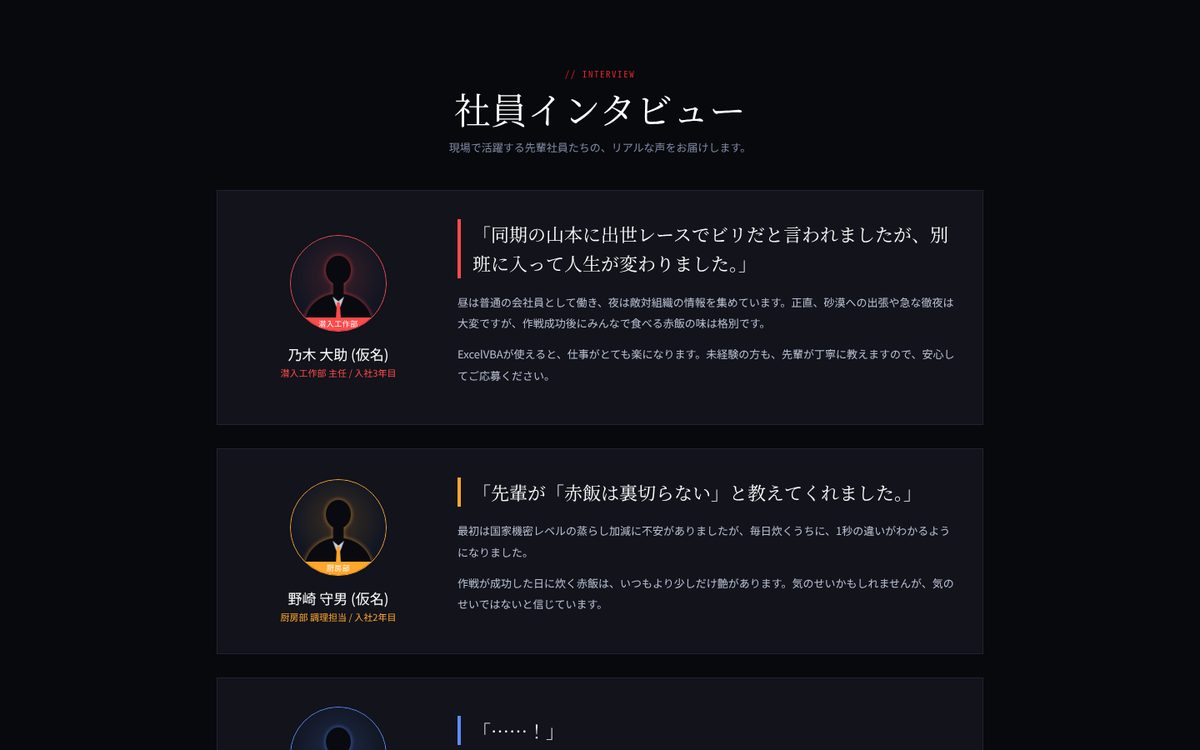 // INTERVIEW
社員インタビュー
現場で活躍する先輩社員たちの、リアルな声をお届けします。
潜入工作部
乃木 大助 (仮名)
潜入工作部 主任 / 入社3年目
「同期の山本に出世レースでビリだと言われましたが、別
班に入って人生が変わりました。」
昼は普通の会社員として働き、夜は敵対組織の情報を集めています。正直、砂漠への出張や急な徹夜は
大変ですが、作戦成功後にみんなで食べる赤飯の味は格別です。
ExcelVBAが使えると、仕事がとても楽になります。未経験の方も、先輩が丁寧に教えますので、安心し
てご応募ください。
厨房部
野崎 守男 (仮名)
厨房部 調理担当 / 入社2年目
「先輩が「赤飯は裏切らない」と教えてくれました。」
最初は国家機密レベルの蒸らし加減に不安がありましたが、毎日炊くうちに、1秒の違いがわかるよう
になりました。
作戦が成功した日に炊く赤飯は、いつもより少しだけ艶があります。気のせいかもしれませんが、気の
せいではないと信じています。
「……！」